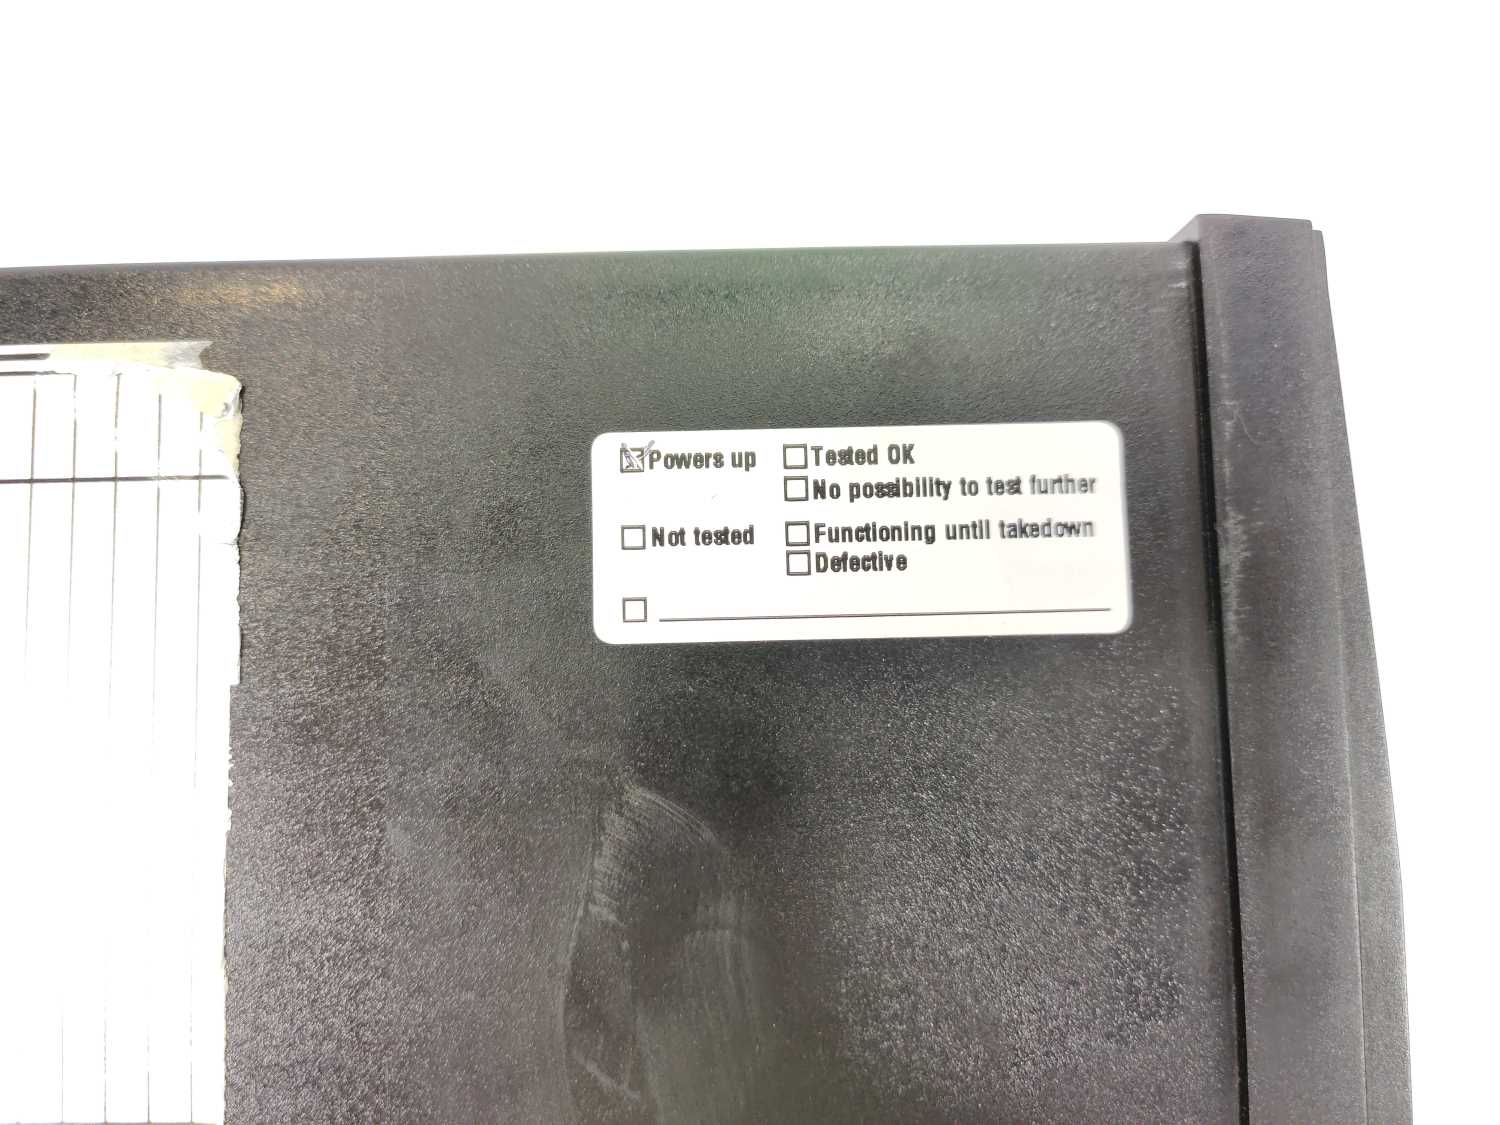 Powers up
Tested OK
No possibility to test further
Not tested
Functioning until takedown
Defective